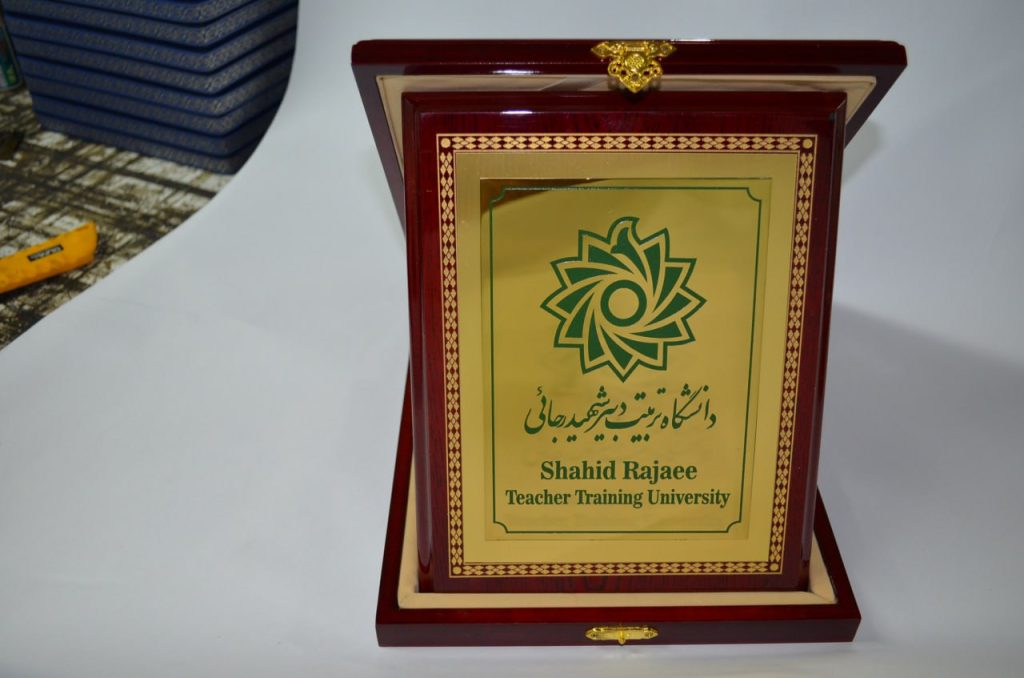 دانشگاه تربیت دبیر شهید رجائی
Shahid Rajaee
Teacher Training University